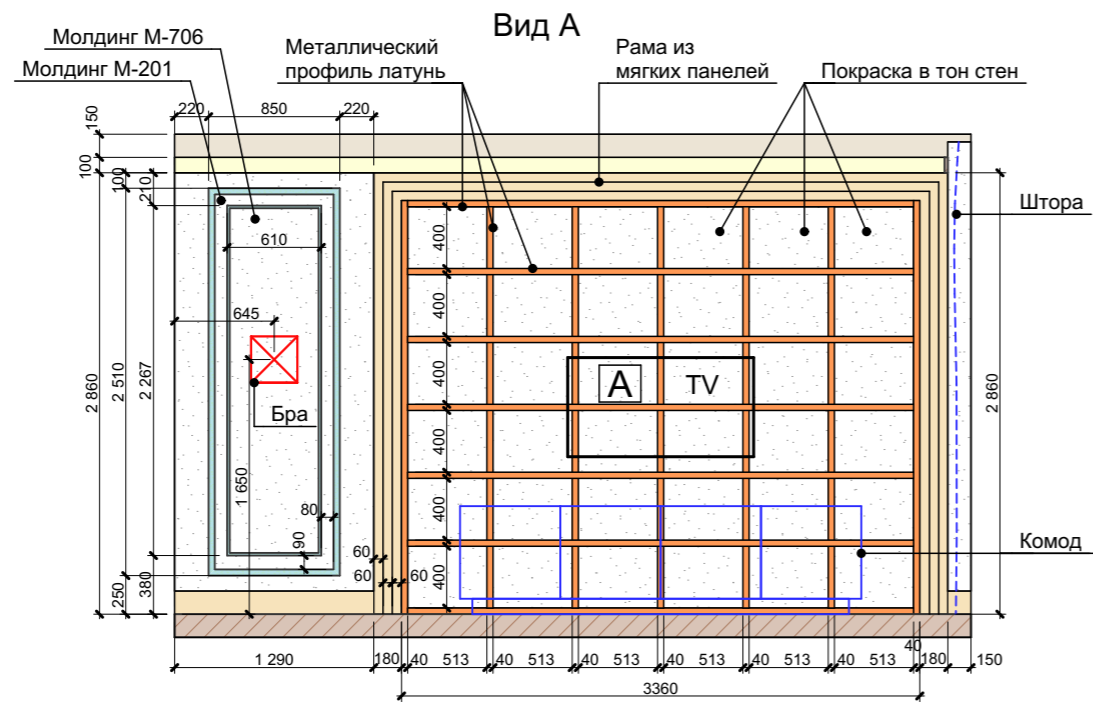 Вид А
Молдинг М-706
Молдинг М-201
Металлический
профиль латунь
Рама из
мягких панелей
Покраска в тон стен
220 850 220
150
100
100
210
610
645
400
400
400
400
400
400
Штора
2 860
2 510
2 267
2 860
А TV
Бра
1 650
80
90
60
60 60
Комод
250
380
40
1 290 180 40 513 40 513 40 513 40 513 40 513 40 513 180 150
3360